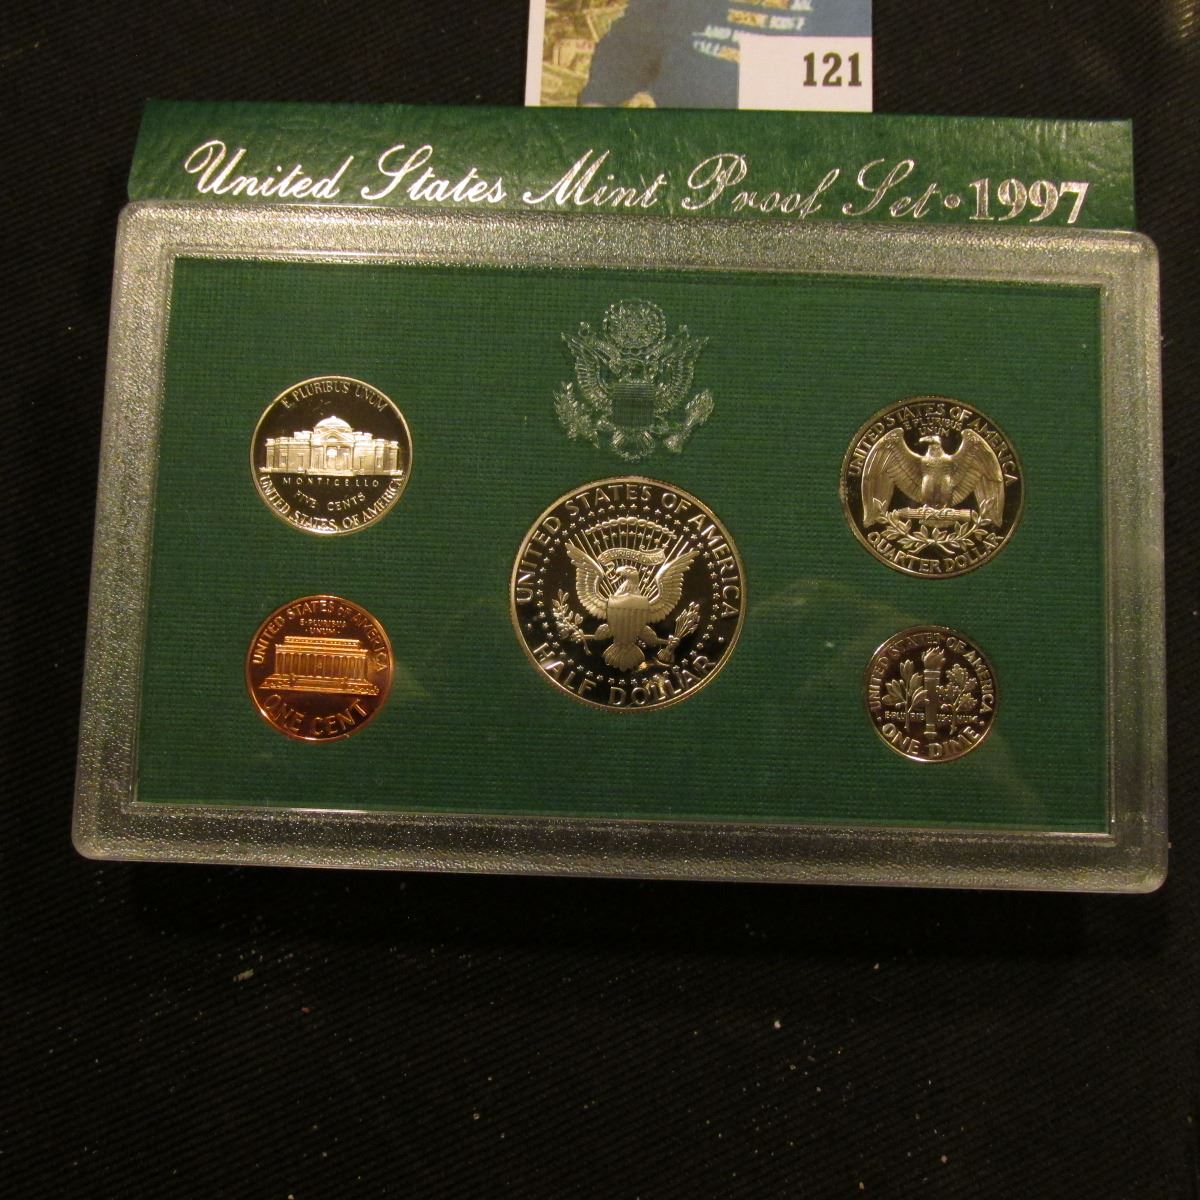 121
United States Mint Proof Set · 1997
E PLURIBUS UNUM
MONTICELLO
FIVE CENTS
UNITED STATES OF AMERICA
UNITED STATES OF AMERICA
E PLURIBUS
UNUM
QUARTER DOLLAR
UNITED STATES OF AMERICA
HALF DOLLAR
UNITED STATES OF AMERICA
E·PLURIBUS
·UNUM·
ONE CENT
UNITED STATES OF AMERICA
· ONE DIME ·